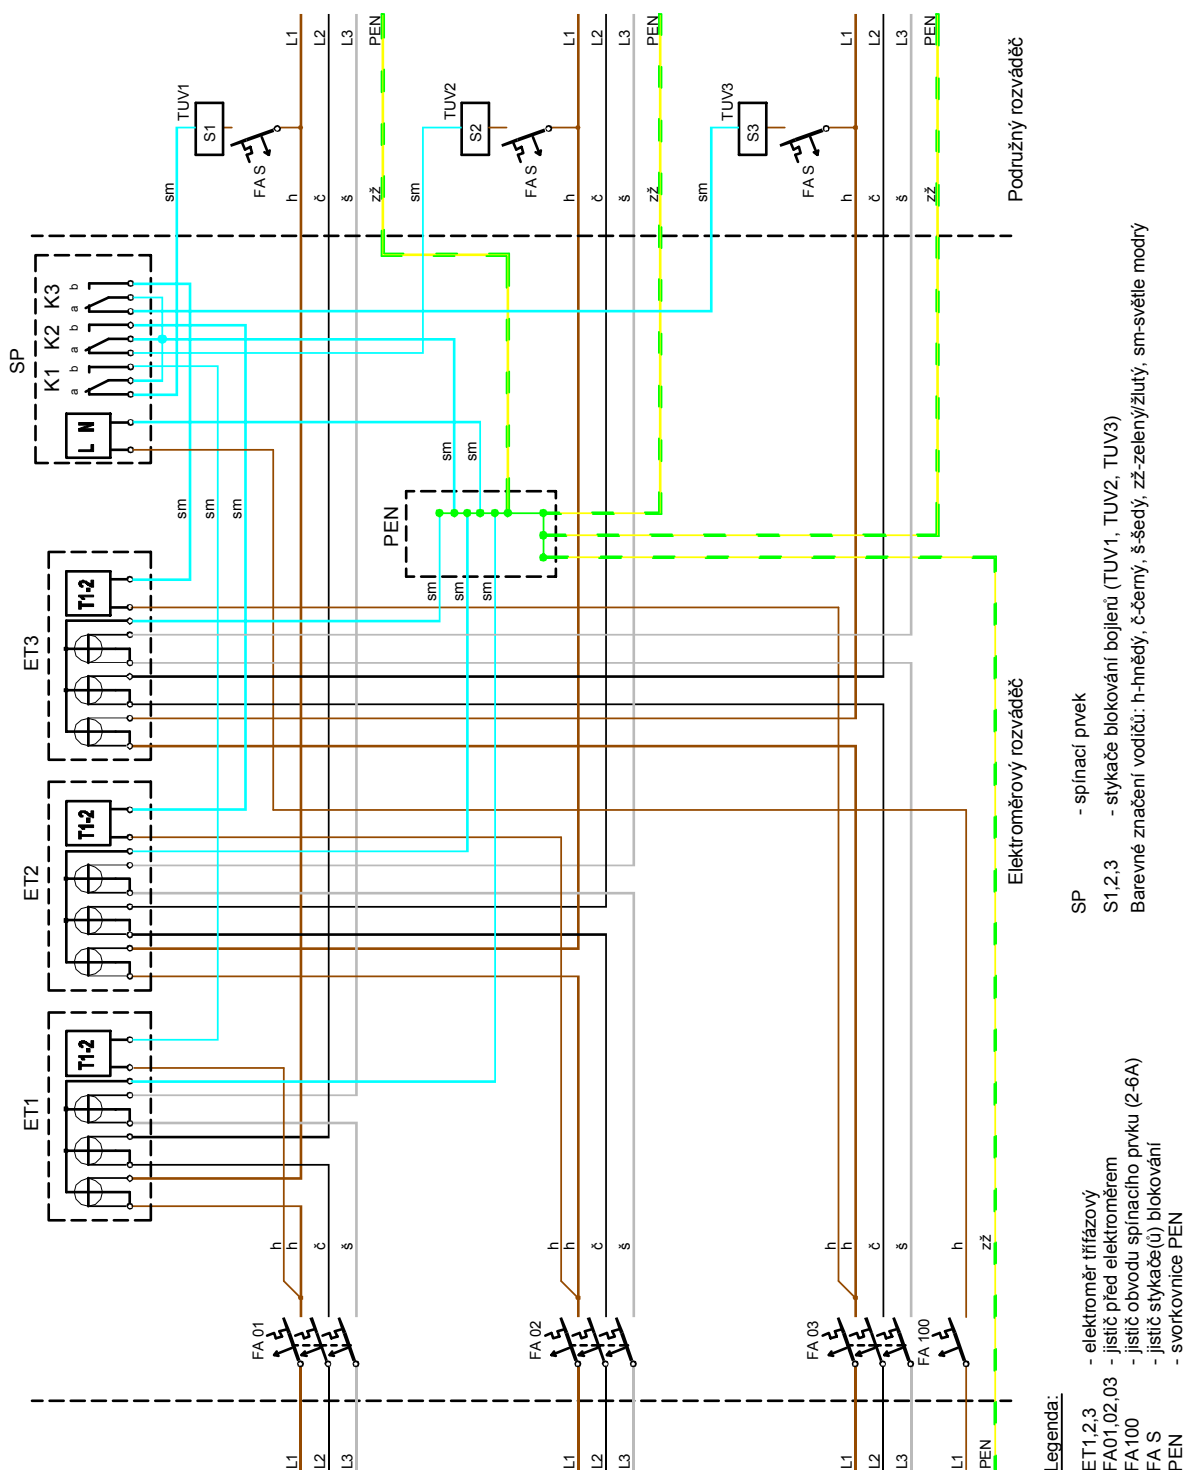 ET1
ET2
ET3
SP
T1-2
T1-2
T1-2
L N
K1 K2 K3
a b a b a b
sm
sm
sm
sm
TUV1
S1
FA S
FA 01
h
h
č
š
L1
L2
L3
h
č
š
zž
L1
L2
L3
PEN
PEN
sm
sm
sm
sm
sm
sm
TUV2
S2
FA S
FA 02
h
h
č
š
h
č
š
zž
L1
L2
L3
PEN
TUV3
S3
FA S
sm
FA 03
h
h
č
š
L1
L2
L3
h
č
š
zž
L1
L2
L3
PEN
FA 100
h
zž
L1
PEN
Elektroměrový rozváděč
Podružný rozváděč
Legenda:
ET1,2,3 - elektroměr třífázový
FA01,02,03 - jistič před elektroměrem
FA100 - jistič obvodu spínacího prvku (2-6A)
FA S - jistič stykače(ů) blokování
PEN - svorkovnice PEN
SP - spínací prvek
S1,2,3 - stykače blokování bojlerů (TUV1, TUV2, TUV3)
Barevné značení vodičů: h-hnědý, č-černý, š-šedý, zž-zelený/žlutý, sm-světle modrý